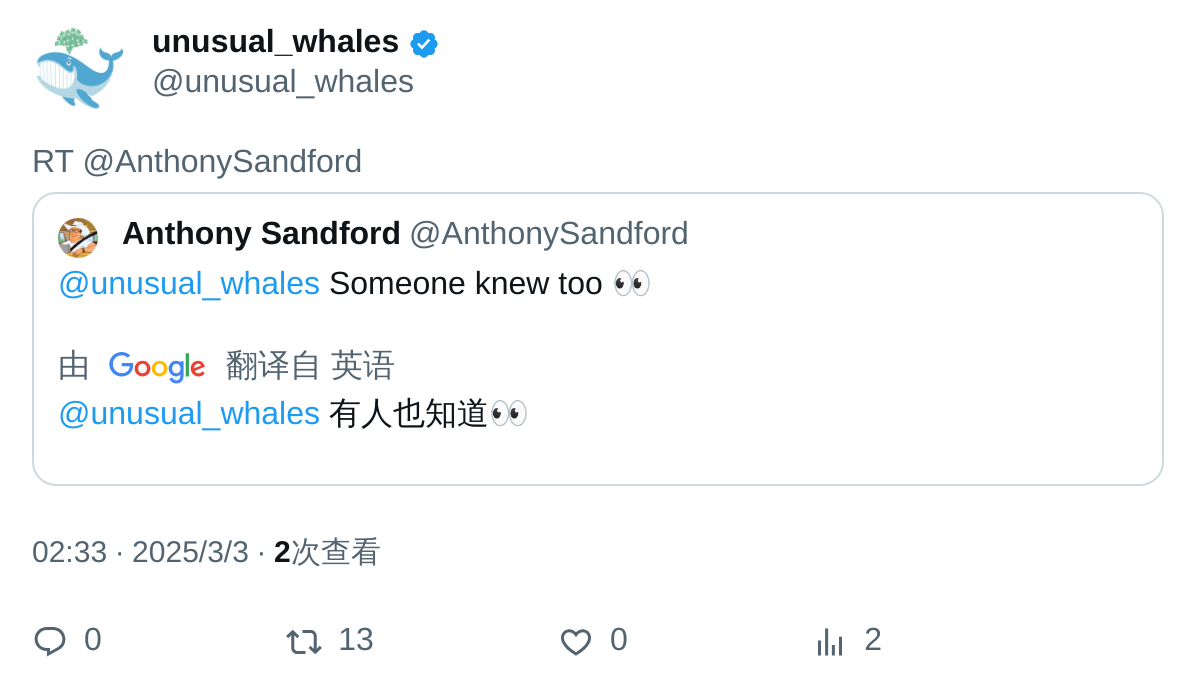 unusual_whales
@unusual_whales
RT @AnthonySandford
Anthony Sandford @AnthonySandford
@unusual_whales Someone knew too 👀
由 Google 翻译自 英语
@unusual_whales 有人也知道👀
02:33 · 2025/3/3 · 2次查看
0 13 0 2